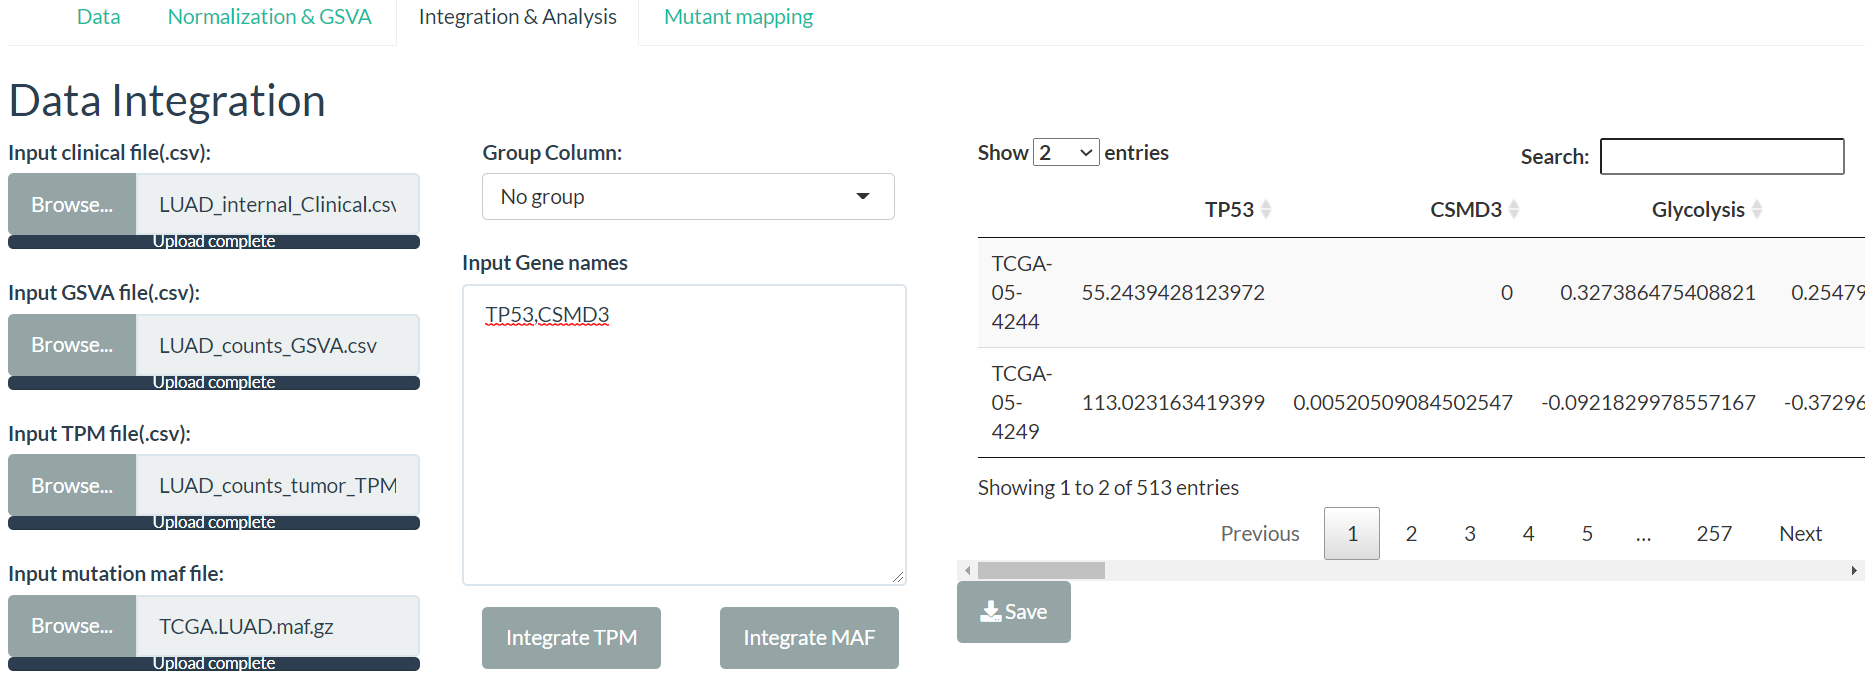 Data Normalization & GSVA Integration & Analysis Mutant mapping
Data Integration
Input clinical file(.csv):
Browse... LUAD_internal_Clinical.csv
Upload complete
Input GSVA file(.csv):
Browse... LUAD_counts_GSVA.csv
Upload complete
Input TPM file(.csv):
Browse... LUAD_counts_tumor_TPM
Upload complete
Input mutation maf file:
Browse... TCGA.LUAD.maf.gz
Upload complete
Group Column:
No group
Input Gene names
TP53,CSMD3
Integrate TPM Integrate MAF
Show 2 entries Search:
TP53 CSMD3 Glycolysis
TCGA-
05-
4244
55.2439428123972 0 0.327386475408821 0.25479
TCGA-
05-
4249
113.023163419399 0.00520509084502547 -0.0921829978557167 -0.37296
Showing 1 to 2 of 513 entries
Previous 1 2 3 4 5 ... 257 Next
Save